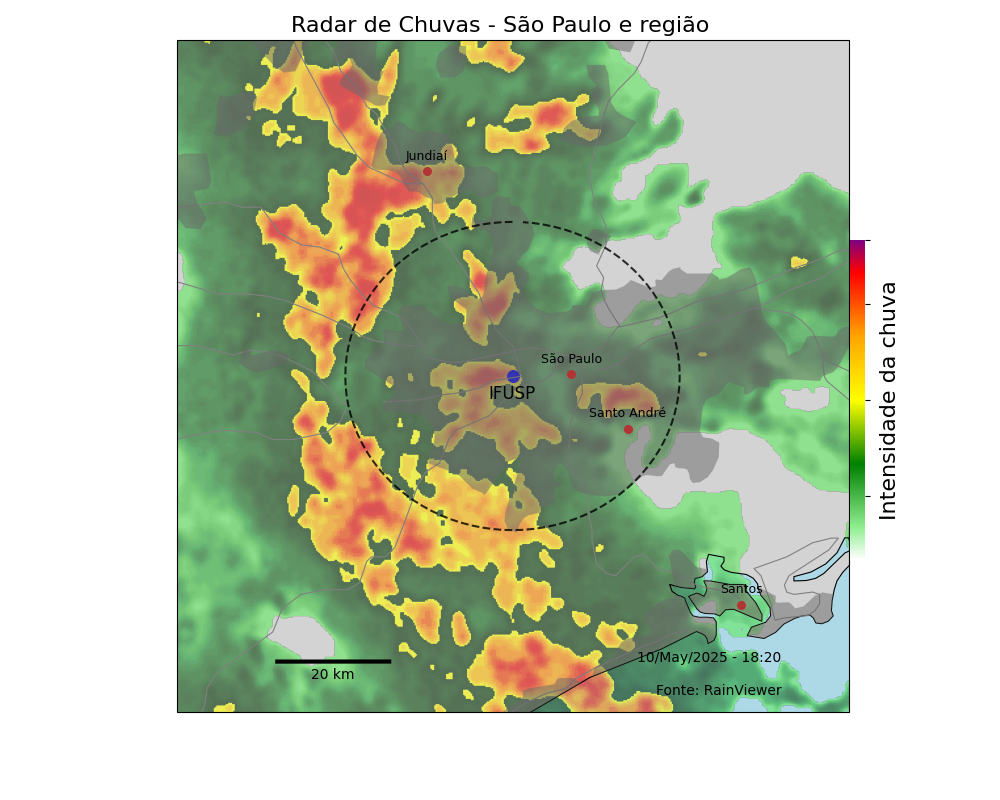 Radar de Chuvas - São Paulo e região
Jundiaí
São Paulo
IFUSP
Santo André
Intensidade da chuva
Santos
10/May/2025 - 18:20
20 km
Fonte: RainViewer